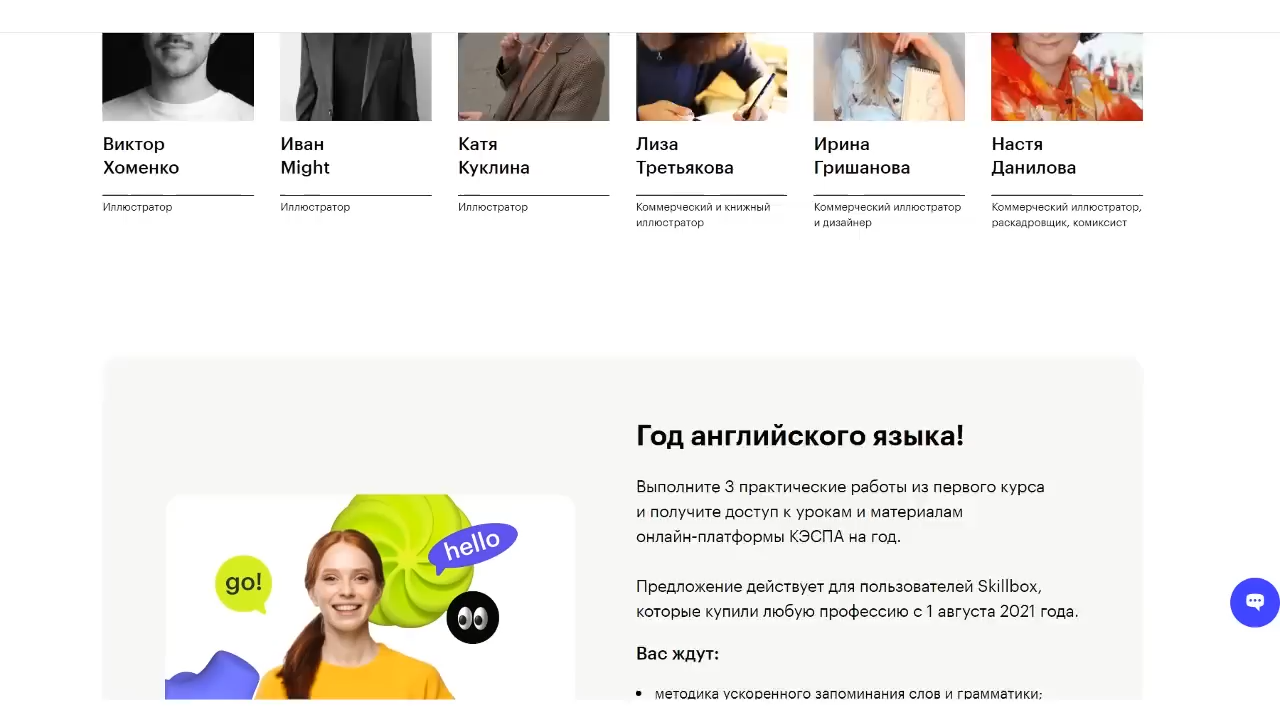 Виктор
Хоменко
Иллюстратор
Иван
Might
Иллюстратор
Катя
Куклина
Иллюстратор
Лиза
Третьякова
Коммерческий и книжный
иллюстратор
Ирина
Гришанова
Коммерческий иллюстратор
и дизайнер
Настя
Данилова
Коммерческий иллюстратор,
раскадровщик, комиксист
go!
hello
Год английского языка!
Выполните 3 практические работы из первого курса
и получите доступ к урокам и материалам
онлайн-платформы КЭСПА на год.
Предложение действует для пользователей Skillbox,
которые купили любую профессию с 1 августа 2021 года.
Вас ждут:
• методика ускоренного запоминания слов и грамматики;